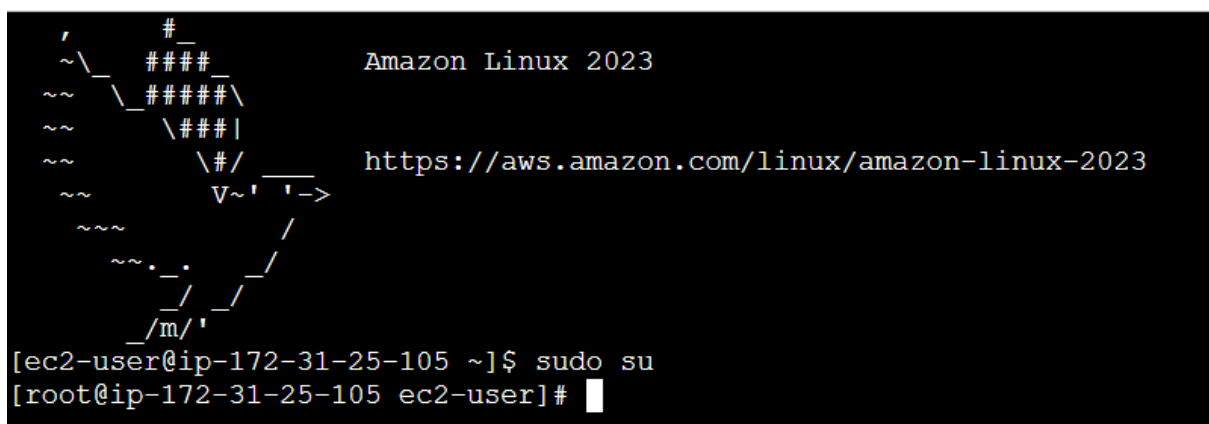 ,     #_
   ~\_  ####_        Amazon Linux 2023
  ~~  \_#####\
  ~~     \###|
  ~~       \#/ ___   https://aws.amazon.com/linux/amazon-linux-2023
   ~~       V~' '->
    ~~~         /
      ~~._.   _/
         _/ _/
       _/m/'
[ec2-user@ip-172-31-25-105 ~]$ sudo su
[root@ip-172-31-25-105 ec2-user]#